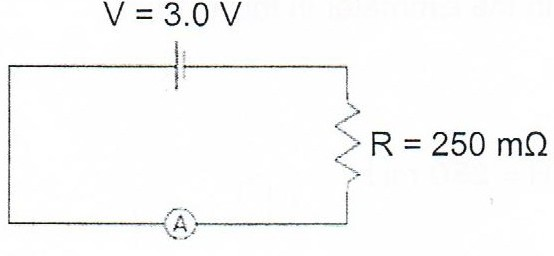 V = 3.0 V
R = 250 mΩ
A